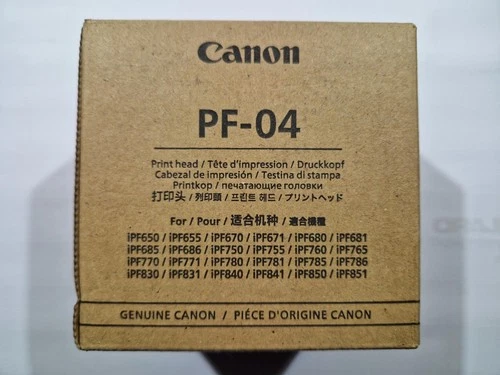 Canon
PF-04
Print head / Tête d'impression / Druckkopf
Cabezal de impresión / Testina di stampa
Printkop / печатающие головки
打印头 / 列印頭 / 프린트 헤드 / プリントヘッド
For / Pour / 适合机种 / 適合機種
iPF650 / iPF655 / iPF670 / iPF671 / iPF680 / iPF681
iPF685 / iPF686 / iPF750 / iPF755 / iPF760 / iPF765
iPF770 / iPF771 / iPF780 / iPF781 / iPF785 / iPF786
iPF830 / iPF831 / iPF840 / iPF841 / iPF850 / iPF851
GENUINE CANON / PIÉCE D'ORIGINE CANON